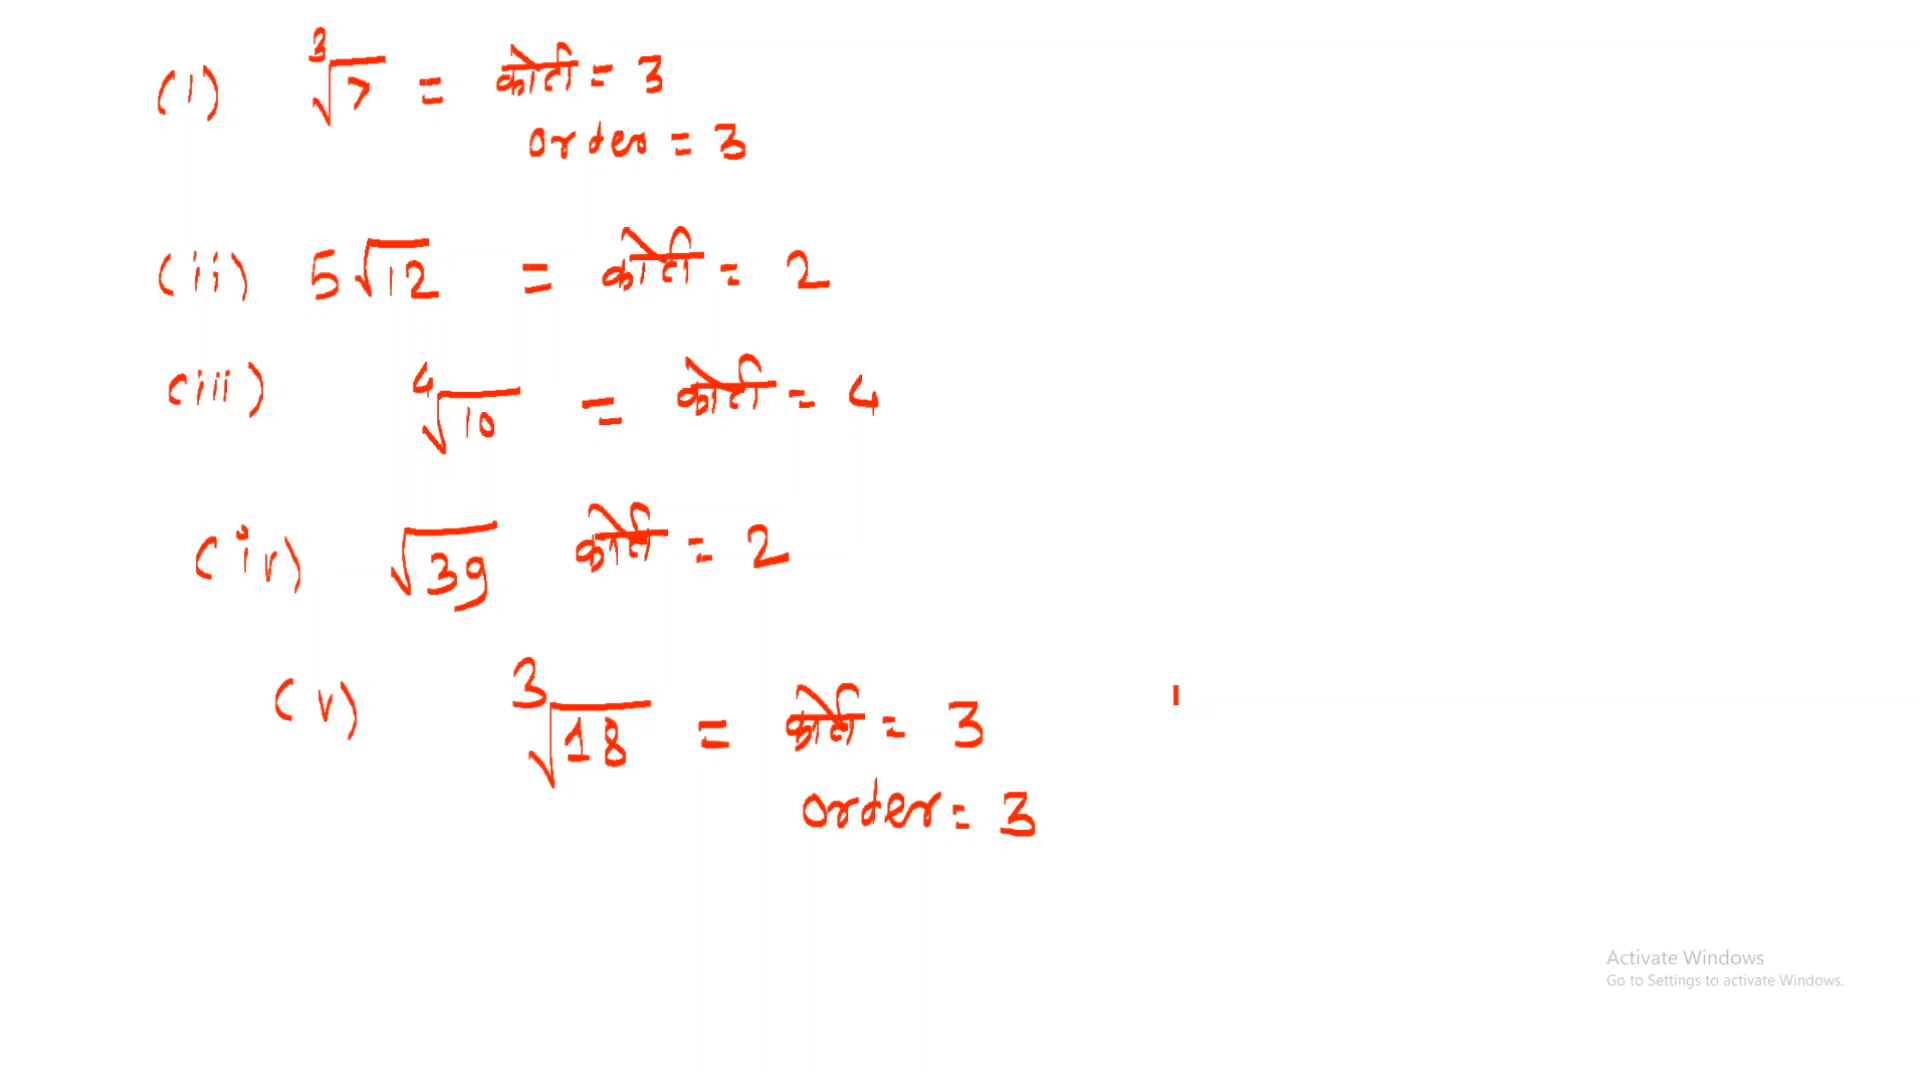 (i) ∛7 = कोटी = 3
order = 3
(ii) 5√12 = कोटी = 2
(iii) ∜10 = कोटी = 4
(iv) √39 कोटी = 2
(v) ∛18 = कोटी = 3
order = 3
Activate Windows
Go to Settings to activate Windows.